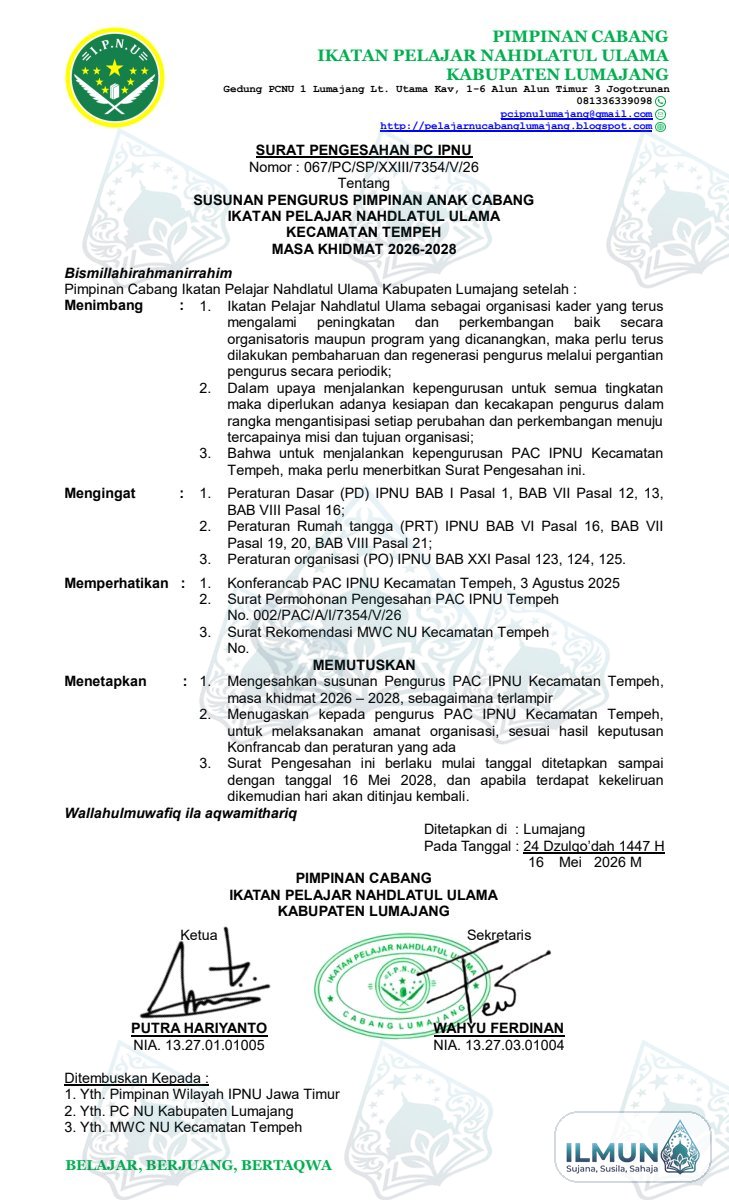 I.P.N.U
PIMPINAN CABANG
IKATAN PELAJAR NAHDLATUL ULAMA
KABUPATEN LUMAJANG
Gedung PCNU 1 Lumajang Lt. Utama Kav, 1-6 Alun Alun Timur 3 Jogotrunan
081336339098
pcipnulumajang@gmail.com
http://pelajarnucabanglumajang.blogspot.com
SURAT PENGESAHAN PC IPNU
Nomor : 067/PC/SP/XXIII/7354/V/26
Tentang
SUSUNAN PENGURUS PIMPINAN ANAK CABANG
IKATAN PELAJAR NAHDLATUL ULAMA
KECAMATAN TEMPEH
MASA KHIDMAT 2026-2028
Bismillahirahmanirrahim
Pimpinan Cabang Ikatan Pelajar Nahdlatul Ulama Kabupaten Lumajang setelah :
Menimbang : 1. Ikatan Pelajar Nahdlatul Ulama sebagai organisasi kader yang terus
mengalami peningkatan dan perkembangan baik secara
organisatoris maupun program yang dicanangkan, maka perlu terus
dilakukan pembaharuan dan regenerasi pengurus melalui pergantian
pengurus secara periodik;
2. Dalam upaya menjalankan kepengurusan untuk semua tingkatan
maka diperlukan adanya kesiapan dan kecakapan pengurus dalam
rangka mengantisipasi setiap perubahan dan perkembangan menuju
tercapainya misi dan tujuan organisasi;
3. Bahwa untuk menjalankan kepengurusan PAC IPNU Kecamatan
Tempeh, maka perlu menerbitkan Surat Pengesahan ini.
Mengingat : 1. Peraturan Dasar (PD) IPNU BAB I Pasal 1, BAB VII Pasal 12, 13,
BAB VIII Pasal 16;
2. Peraturan Rumah tangga (PRT) IPNU BAB VI Pasal 16, BAB VII
Pasal 19, 20, BAB VIII Pasal 21;
3. Peraturan organisasi (PO) IPNU BAB XXI Pasal 123, 124, 125.
Memperhatikan : 1. Konferancab PAC IPNU Kecamatan Tempeh, 3 Agustus 2025
2. Surat Permohonan Pengesahan PAC IPNU Tempeh
No. 002/PAC/A/I/7354/V/26
3. Surat Rekomendasi MWC NU Kecamatan Tempeh
No.
MEMUTUSKAN
Menetapkan : 1. Mengesahkan susunan Pengurus PAC IPNU Kecamatan Tempeh,
masa khidmat 2026 – 2028, sebagaimana terlampir
2. Menugaskan kepada pengurus PAC IPNU Kecamatan Tempeh,
untuk melaksanakan amanat organisasi, sesuai hasil keputusan
Konfrancab dan peraturan yang ada
3. Surat Pengesahan ini berlaku mulai tanggal ditetapkan sampai
dengan tanggal 16 Mei 2028, dan apabila terdapat kekeliruan
dikemudian hari akan ditinjau kembali.
Wallahulmuwafiq ila aqwamithariq
Ditetapkan di : Lumajang
Pada Tanggal : 24 Dzulqo'dah 1447 H
16 Mei 2026 M
PIMPINAN CABANG
IKATAN PELAJAR NAHDLATUL ULAMA
KABUPATEN LUMAJANG
Ketua Sekretaris
IKATAN PELAJAR NAHDLATUL ULAMA
I.P.N.U
CABANG LUMAJANG
PUTRA HARIYANTO WAHYU FERDINAN
NIA. 13.27.01.01005 NIA. 13.27.03.01004
Ditembuskan Kepada :
1. Yth. Pimpinan Wilayah IPNU Jawa Timur
2. Yth. PC NU Kabupaten Lumajang
3. Yth. MWC NU Kecamatan Tempeh
BELAJAR, BERJUANG, BERTAQWA
ILMUN
Sujana, Susila, Sahaja